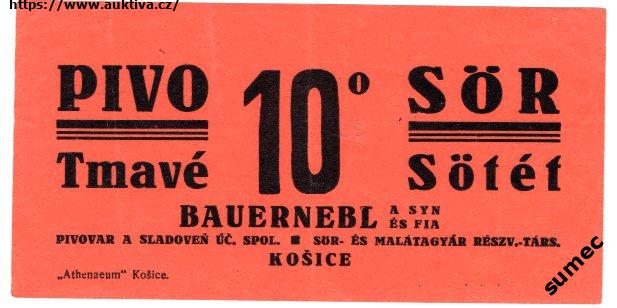 https://www.auktiva.cz/
PIVO 10° SÖR
Tmavé Sötét
BAUERNEBL A SYN ÉS FIA
PIVOVAR A SLADOVEŇ ÚČ. SPOL. ■ SÖR- ÉS MALÁTAGYÁR RÉSZV.-TÁRS.
KOŠICE
„Athenaeum" Košice.
sumec